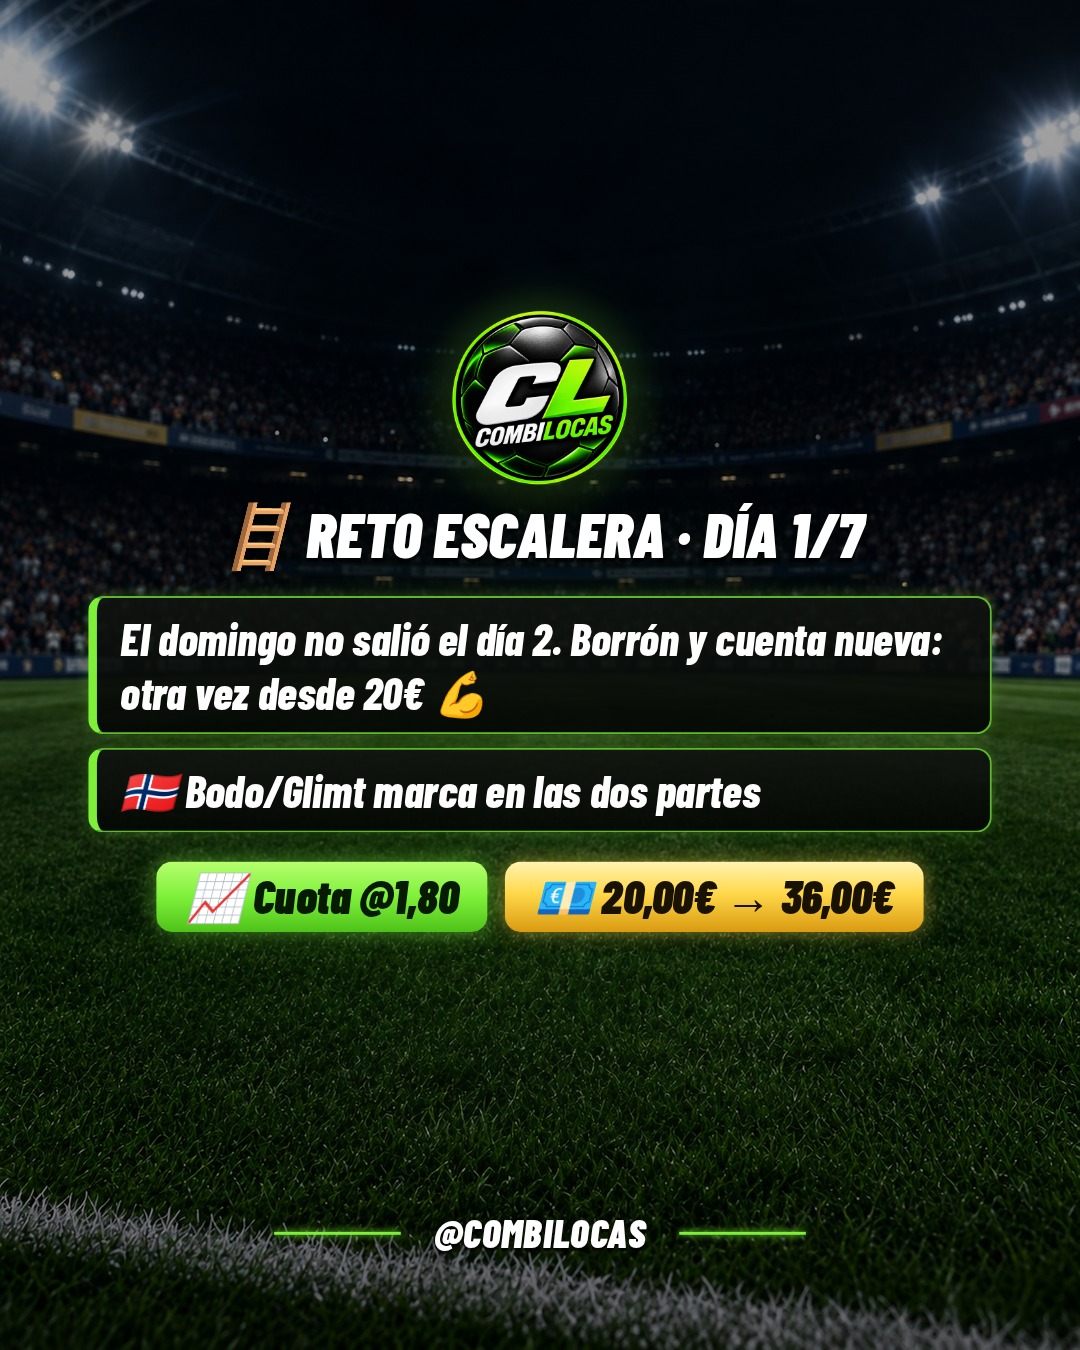 CL
COMBILOCAS
🪜 RETO ESCALERA · DÍA 1/7
El domingo no salió el día 2. Borrón y cuenta nueva:
otra vez desde 20€ 💪
🇳🇴 Bodo/Glimt marca en las dos partes
📈 Cuota @1,80
💶 20,00€ → 36,00€
@COMBILOCAS